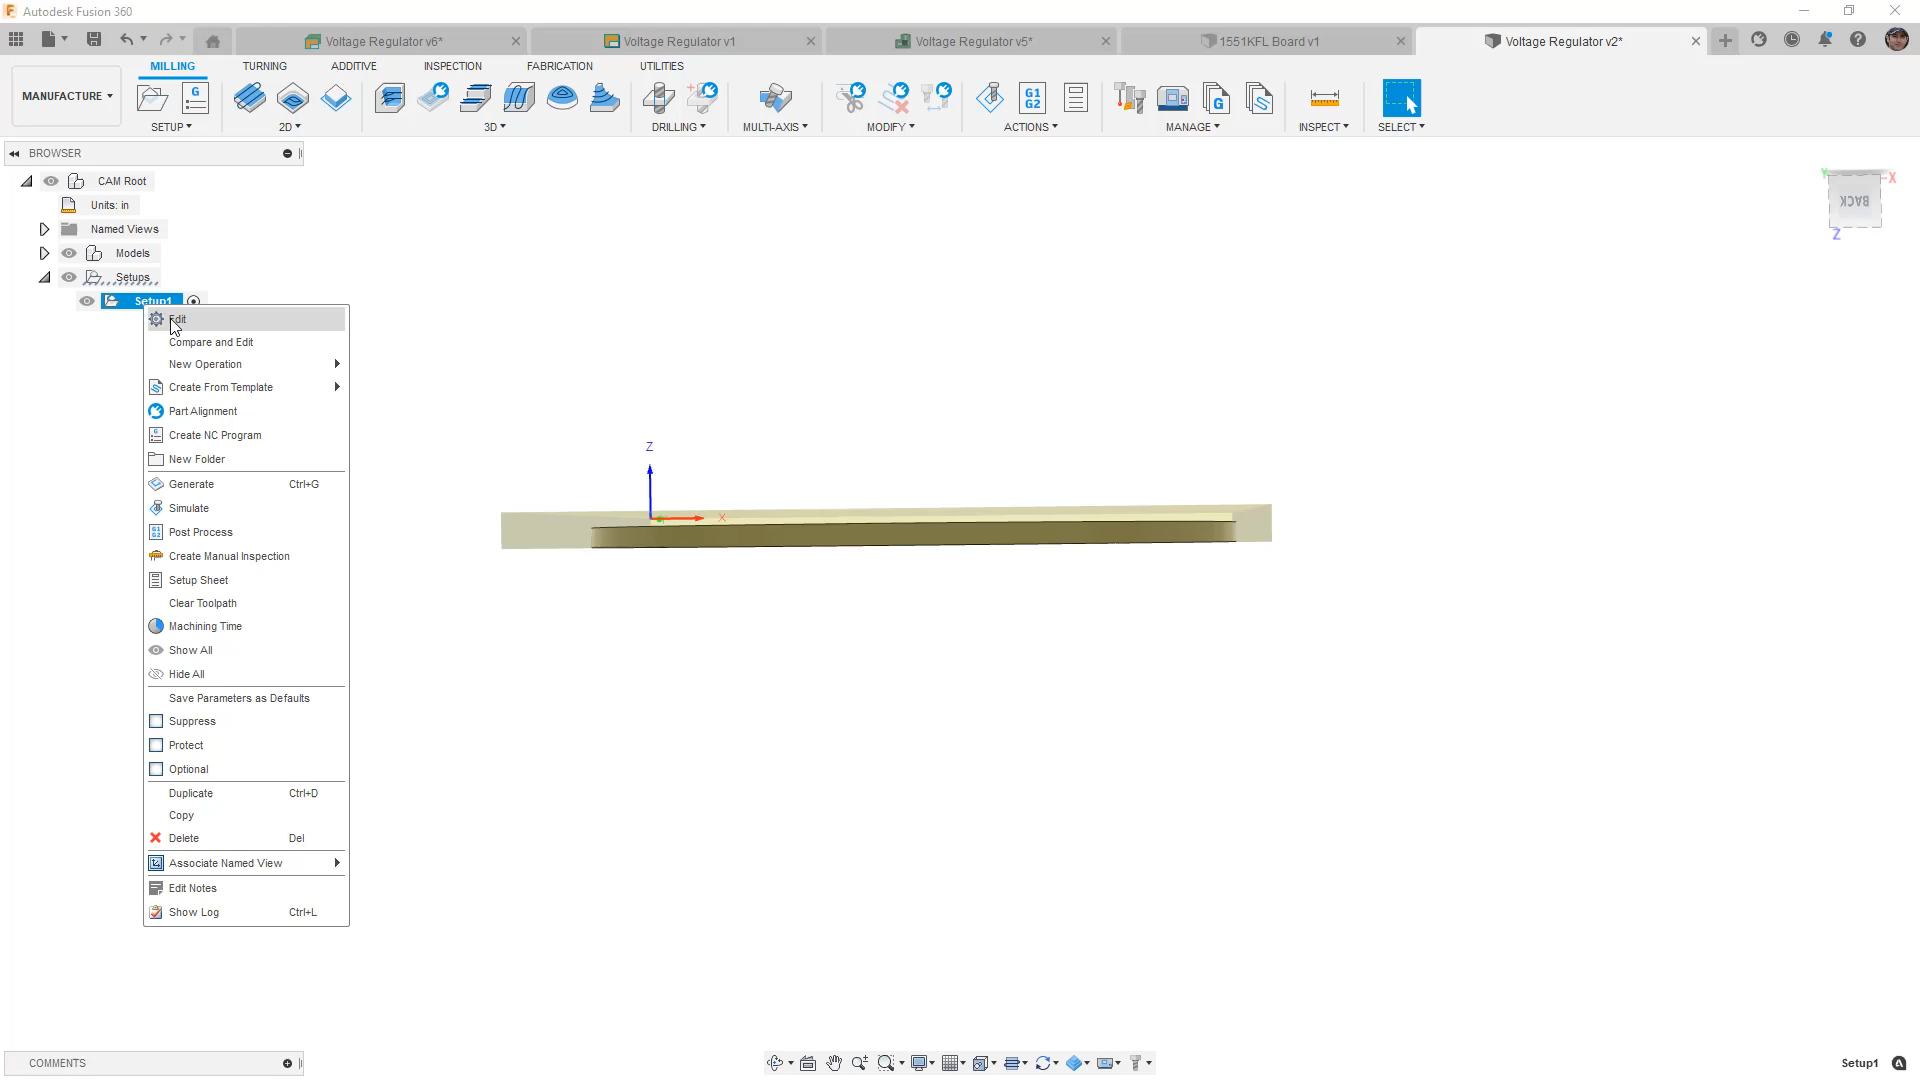 Autodesk Fusion 360
Voltage Regulator v6*
Voltage Regulator v1
Voltage Regulator v5*
1551KFL Board v1
Voltage Regulator v2*
MILLING
TURNING
ADDITIVE
INSPECTION
FABRICATION
UTILITIES
MANUFACTURE
SETUP
2D
3D
DRILLING
MULTI-AXIS
MODIFY
G1
G2
ACTIONS
MANAGE
INSPECT
SELECT
BROWSER
CAM Root
Units: in
Named Views
Models
Setups
Setup1
Edit
Compare and Edit
New Operation
Create From Template
Part Alignment
Create NC Program
New Folder
Generate Ctrl+G
Simulate
Post Process
Create Manual Inspection
Setup Sheet
Clear Toolpath
Machining Time
Show All
Hide All
Save Parameters as Defaults
Suppress
Protect
Optional
Duplicate Ctrl+D
Copy
Delete Del
Associate Named View
Edit Notes
Show Log Ctrl+L
Z
X
Y
X
BACK
Z
COMMENTS
Setup1